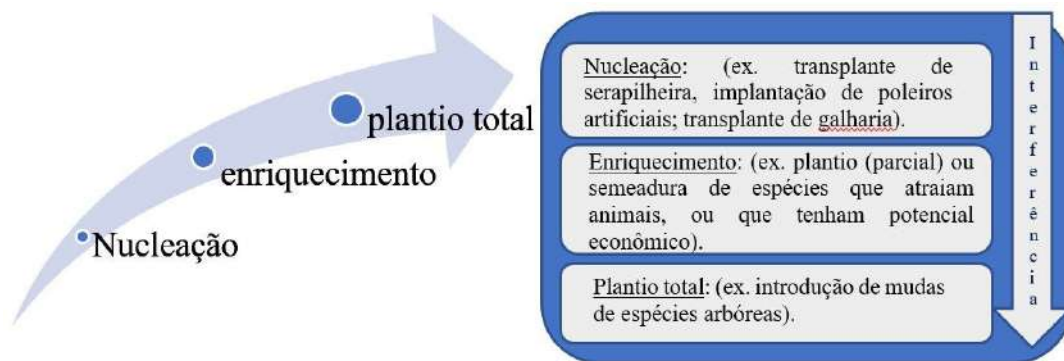 plantio total
enriquecimento
Nucleação
Nucleação: (ex. transplante de
serapilheira, implantação de poleiros
artificiais; transplante de galharia).
Enriquecimento: (ex. plantio (parcial) ou
semeadura de espécies que atraiam
animais, ou que tenham potencial
econômico).
Plantio total: (ex. introdução de mudas
de espécies arbóreas).
Interferência